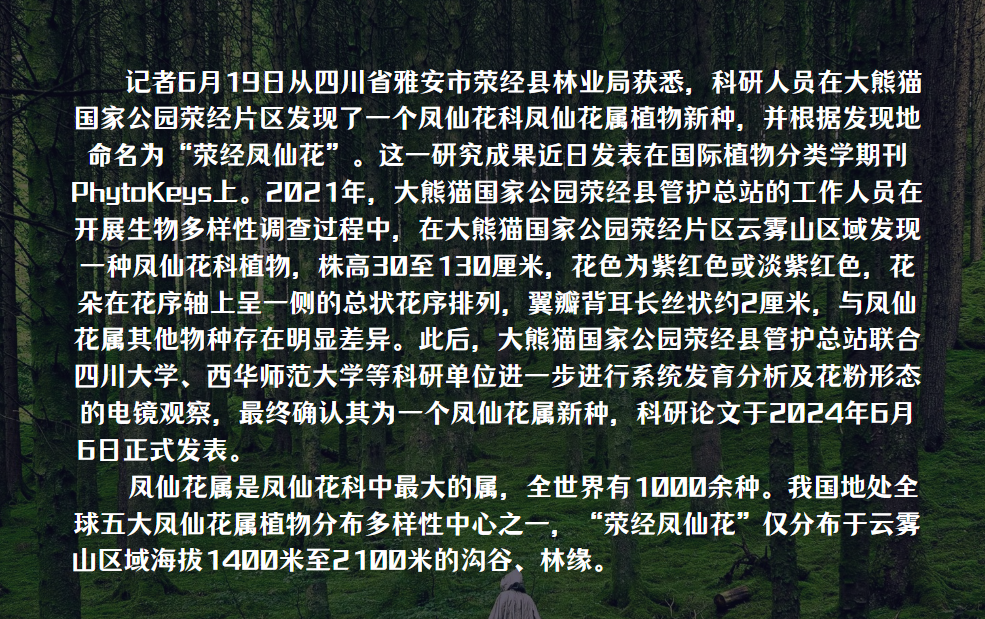 记者6月19日从四川省雅安市荥经县林业局获悉，科研人员在大熊猫
国家公园荥经片区发现了一个凤仙花科凤仙花属植物新种，并根据发现地
命名为“荥经凤仙花”。这一研究成果近日发表在国际植物分类学期刊
PhytoKeys上。2021年，大熊猫国家公园荥经县管护总站的工作人员在
开展生物多样性调查过程中，在大熊猫国家公园荥经片区云雾山区域发现
一种凤仙花科植物，株高30至130厘米，花色为紫红色或淡紫红色，花
朵在花序轴上呈一侧的总状花序排列，翼瓣背耳长丝状约2厘米，与凤仙
花属其他物种存在明显差异。此后，大熊猫国家公园荥经县管护总站联合
四川大学、西华师范大学等科研单位进一步进行系统发育分析及花粉形态
的电镜观察，最终确认其为一个凤仙花属新种，科研论文于2024年6月
6日正式发表。
凤仙花属是凤仙花科中最大的属，全世界有1000余种。我国地处全
球五大凤仙花属植物分布多样性中心之一，“荥经凤仙花”仅分布于云雾
山区域海拔1400米至2100米的沟谷、林缘。